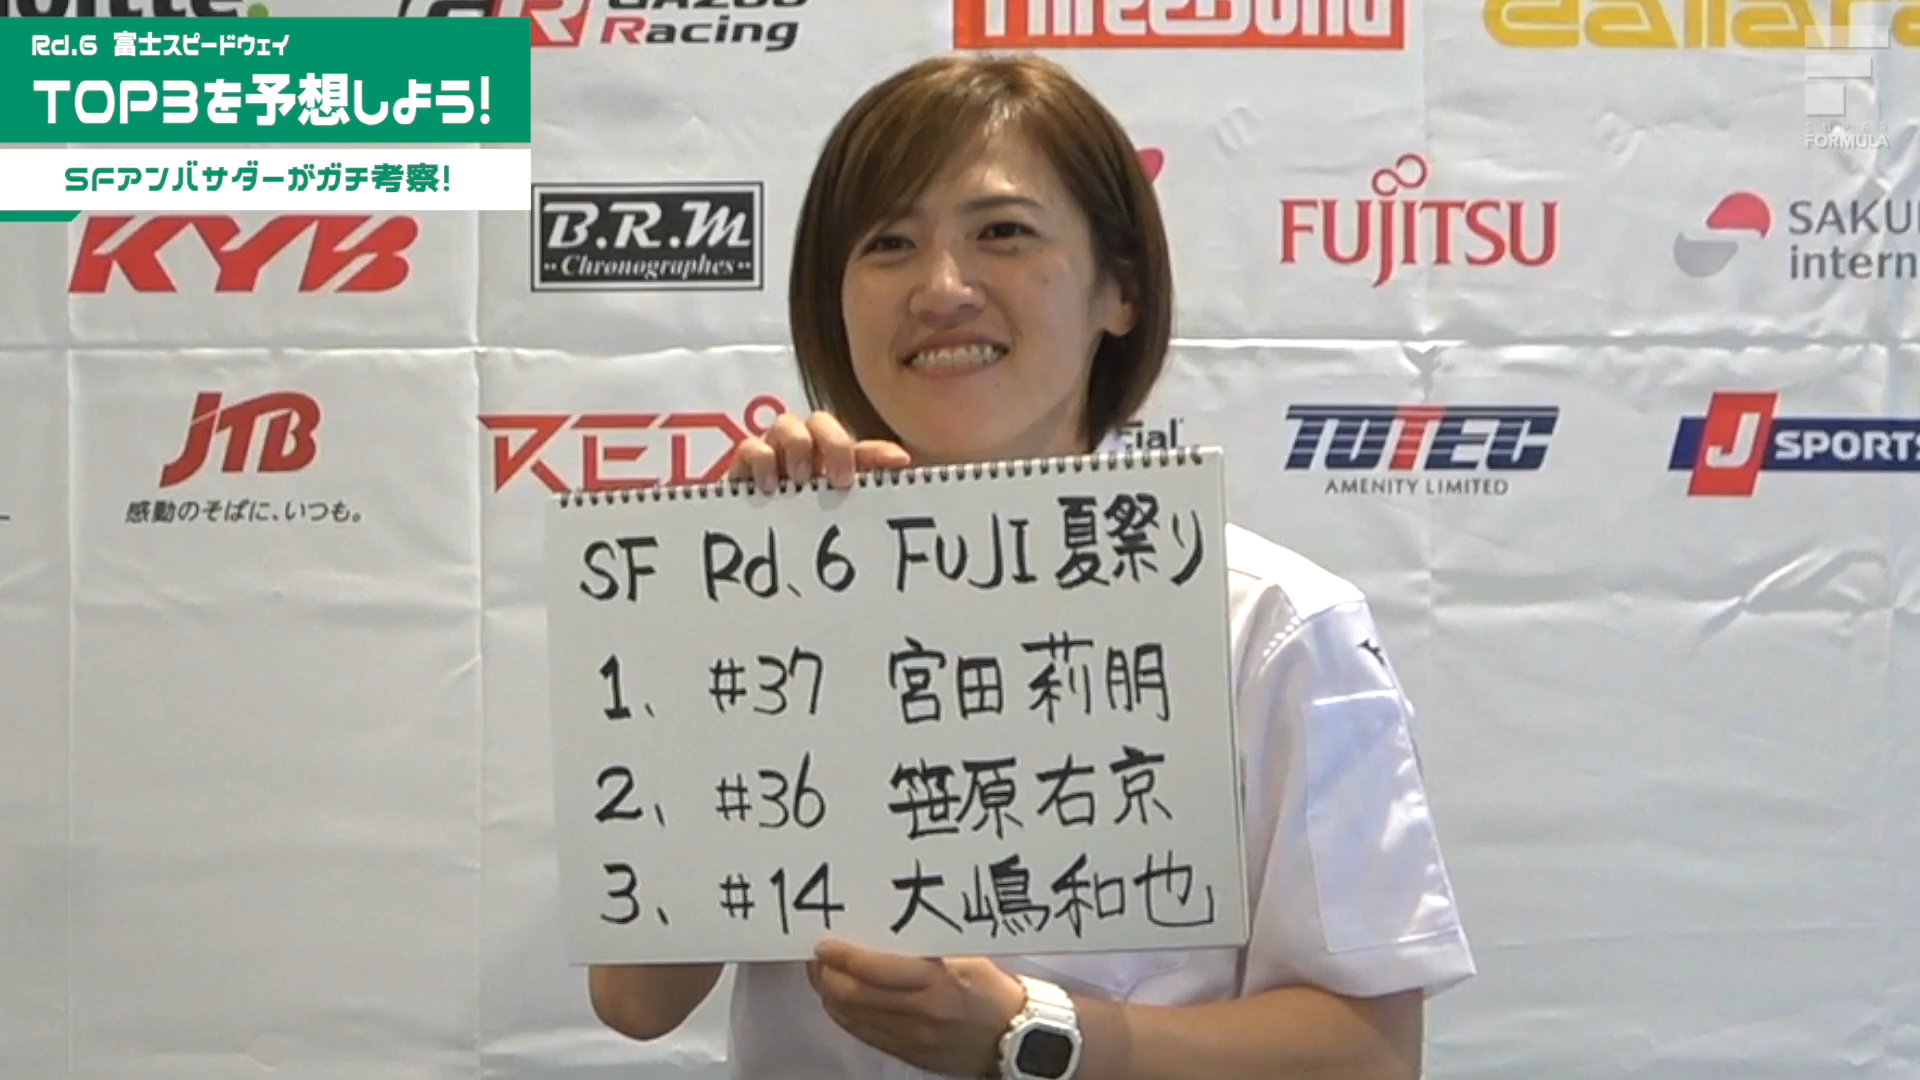 Rd.6 富士スピードウェイ
TOP3を予想しよう!
SFアンバサダーがガチ考察!
Racing
ThreeBond
SUPER
FORMULA
KYB
B.R.M
Chronographes
FUJITSU
JTB
感動のそばに、いつも。
RED
cial
TOTEC
AMENITY LIMITED
J SPORTS
SF Rd.6 FUJI 夏祭り
1、 #37 宮田莉朋
2、 #36 笹原右京
3、 #14 大嶋和也